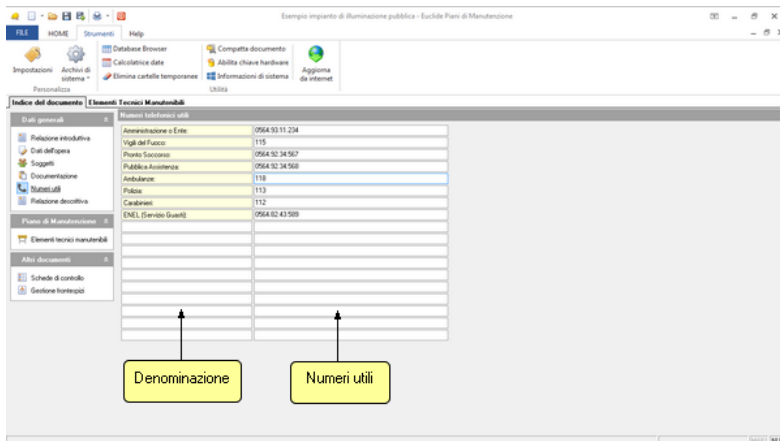 Esempio impianto di illuminazione pubblica - Euclide Piani di Manutenzione
FILE HOME Strumenti Help
Impostazioni
Archivi di sistema
Personalizza
Database Browser
Calcolatrice date
Elimina cartelle temporanee
Compatta documento
Abilita chiave hardware
Informazioni di sistema
Aggiorna da internet
Utilità
Indice del documento Elementi Tecnici Manutenibili
Dati generali
Relazione introduttiva
Dati dell'opera
Soggetti
Documentazione
Numeri utili
Relazione descrittiva
Piano di Manutenzione
Elementi tecnici manutenibili
Altri documenti
Schede di controllo
Gestione frontespizi
Numeri telefonici utili
Amministrazione o Ente: 0564.93.11.234
Vigili del Fuoco: 115
Pronto Soccorso: 0564.92.34.567
Pubblica Assistenza: 0564.92.34.568
Ambulanze: 118
Polizia: 113
Carabinieri: 112
ENEL (Servizio Guasti): 0564.82.43.509
Denominazione
Numeri utili